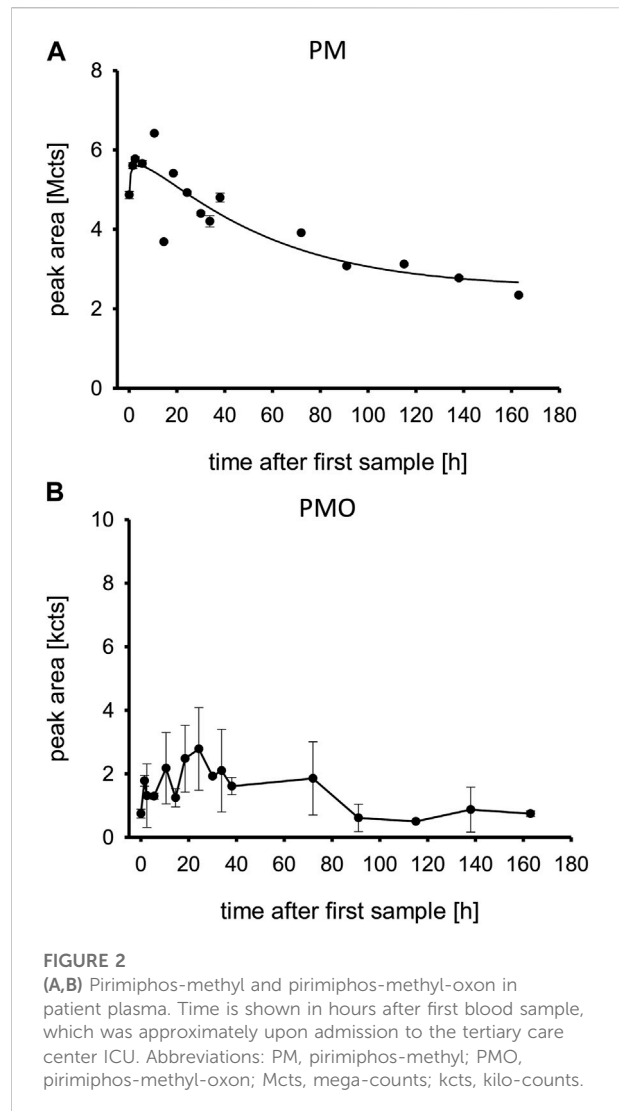 A
PM
8
6
4
2
0
peak area [Mcts]
0 20 40 60 80 100 120 140 160 180
time after first sample [h]
B
PMO
10
8
6
4
2
0
peak area [kcts]
0 20 40 60 80 100 120 140 160 180
time after first sample [h]
FIGURE 2
(A,B) Pirimiphos-methyl and pirimiphos-methyl-oxon in
patient plasma. Time is shown in hours after first blood sample,
which was approximately upon admission to the tertiary care
center ICU. Abbreviations: PM, pirimiphos-methyl; PMO,
pirimiphos-methyl-oxon; Mcts, mega-counts; kcts, kilo-counts.